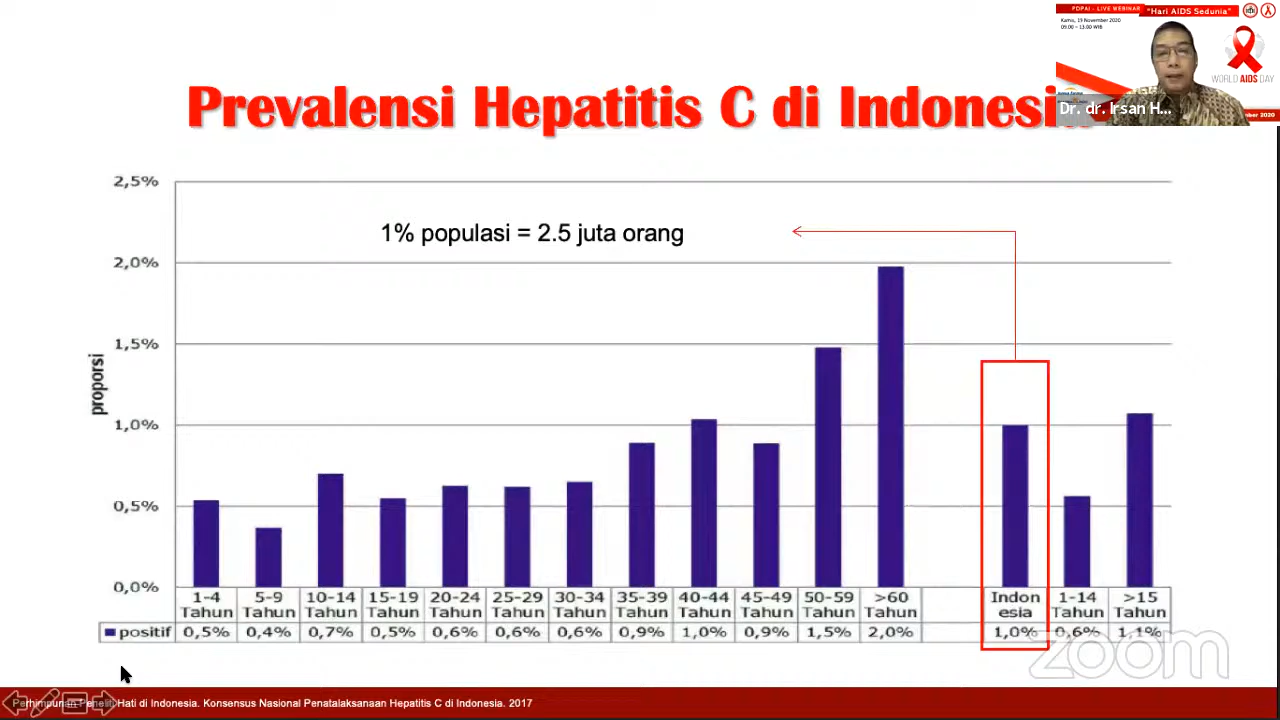 PDPAI - LIVE WEBINAR
"Hari AIDS Sedunia"
Kamis, 19 November 2020
09.00 - 13.00 WIB
WORLD AIDS DAY
Dr. dr. Irsan H...
mber 2020
Prevalensi Hepatitis C di Indonesia
2,5%
1% populasi = 2.5 juta orang
2,0%
1,5%
proporsi
1,0%
0,5%
0,0%
1-4 Tahun 5-9 Tahun 10-14 Tahun 15-19 Tahun 20-24 Tahun 25-29 Tahun 30-34 Tahun 35-39 Tahun 40-44 Tahun 45-49 Tahun 50-59 Tahun >60 Tahun Indonesia 1-14 Tahun >15 Tahun
positif 0,5% 0,4% 0,7% 0,5% 0,6% 0,6% 0,6% 0,9% 1,0% 0,9% 1,5% 2,0% 1,0% 0,6% 1,1%
zoom
Perhimpunan Peneliti Hati di Indonesia. Konsensus Nasional Penatalaksanaan Hepatitis C di Indonesia. 2017